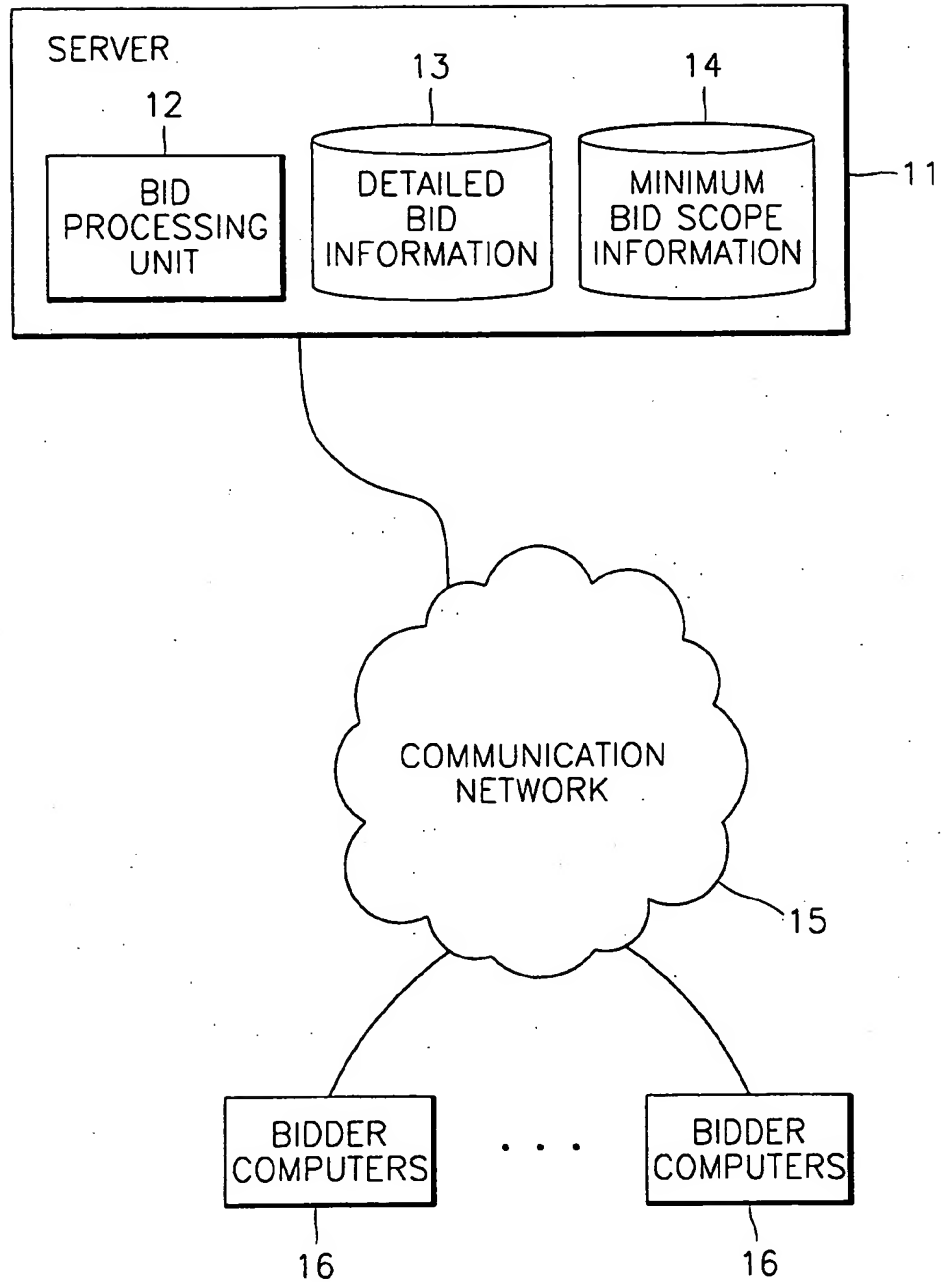 SERVER
12
13
14
BID
PROCESSING
UNIT
DETAILED
BID
INFORMATION
MINIMUM
BID SCOPE
INFORMATION
11
COMMUNICATION
NETWORK
15
BIDDER
COMPUTERS
. . .
BIDDER
COMPUTERS
16
16